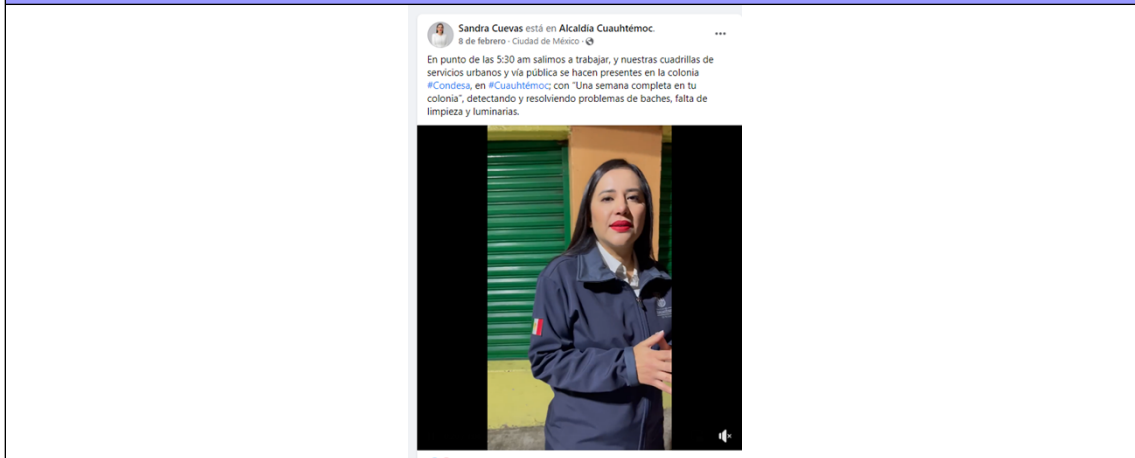 Sandra Cuevas está en Alcaldía Cuauhtémoc.
8 de febrero · Ciudad de México ·
En punto de las 5:30 am salimos a trabajar, y nuestras cuadrillas de
servicios urbanos y vía pública se hacen presentes en la colonia
#Condesa, en #Cuauhtémoc; con "Una semana completa en tu
colonia", detectando y resolviendo problemas de baches, falta de
limpieza y luminarias.